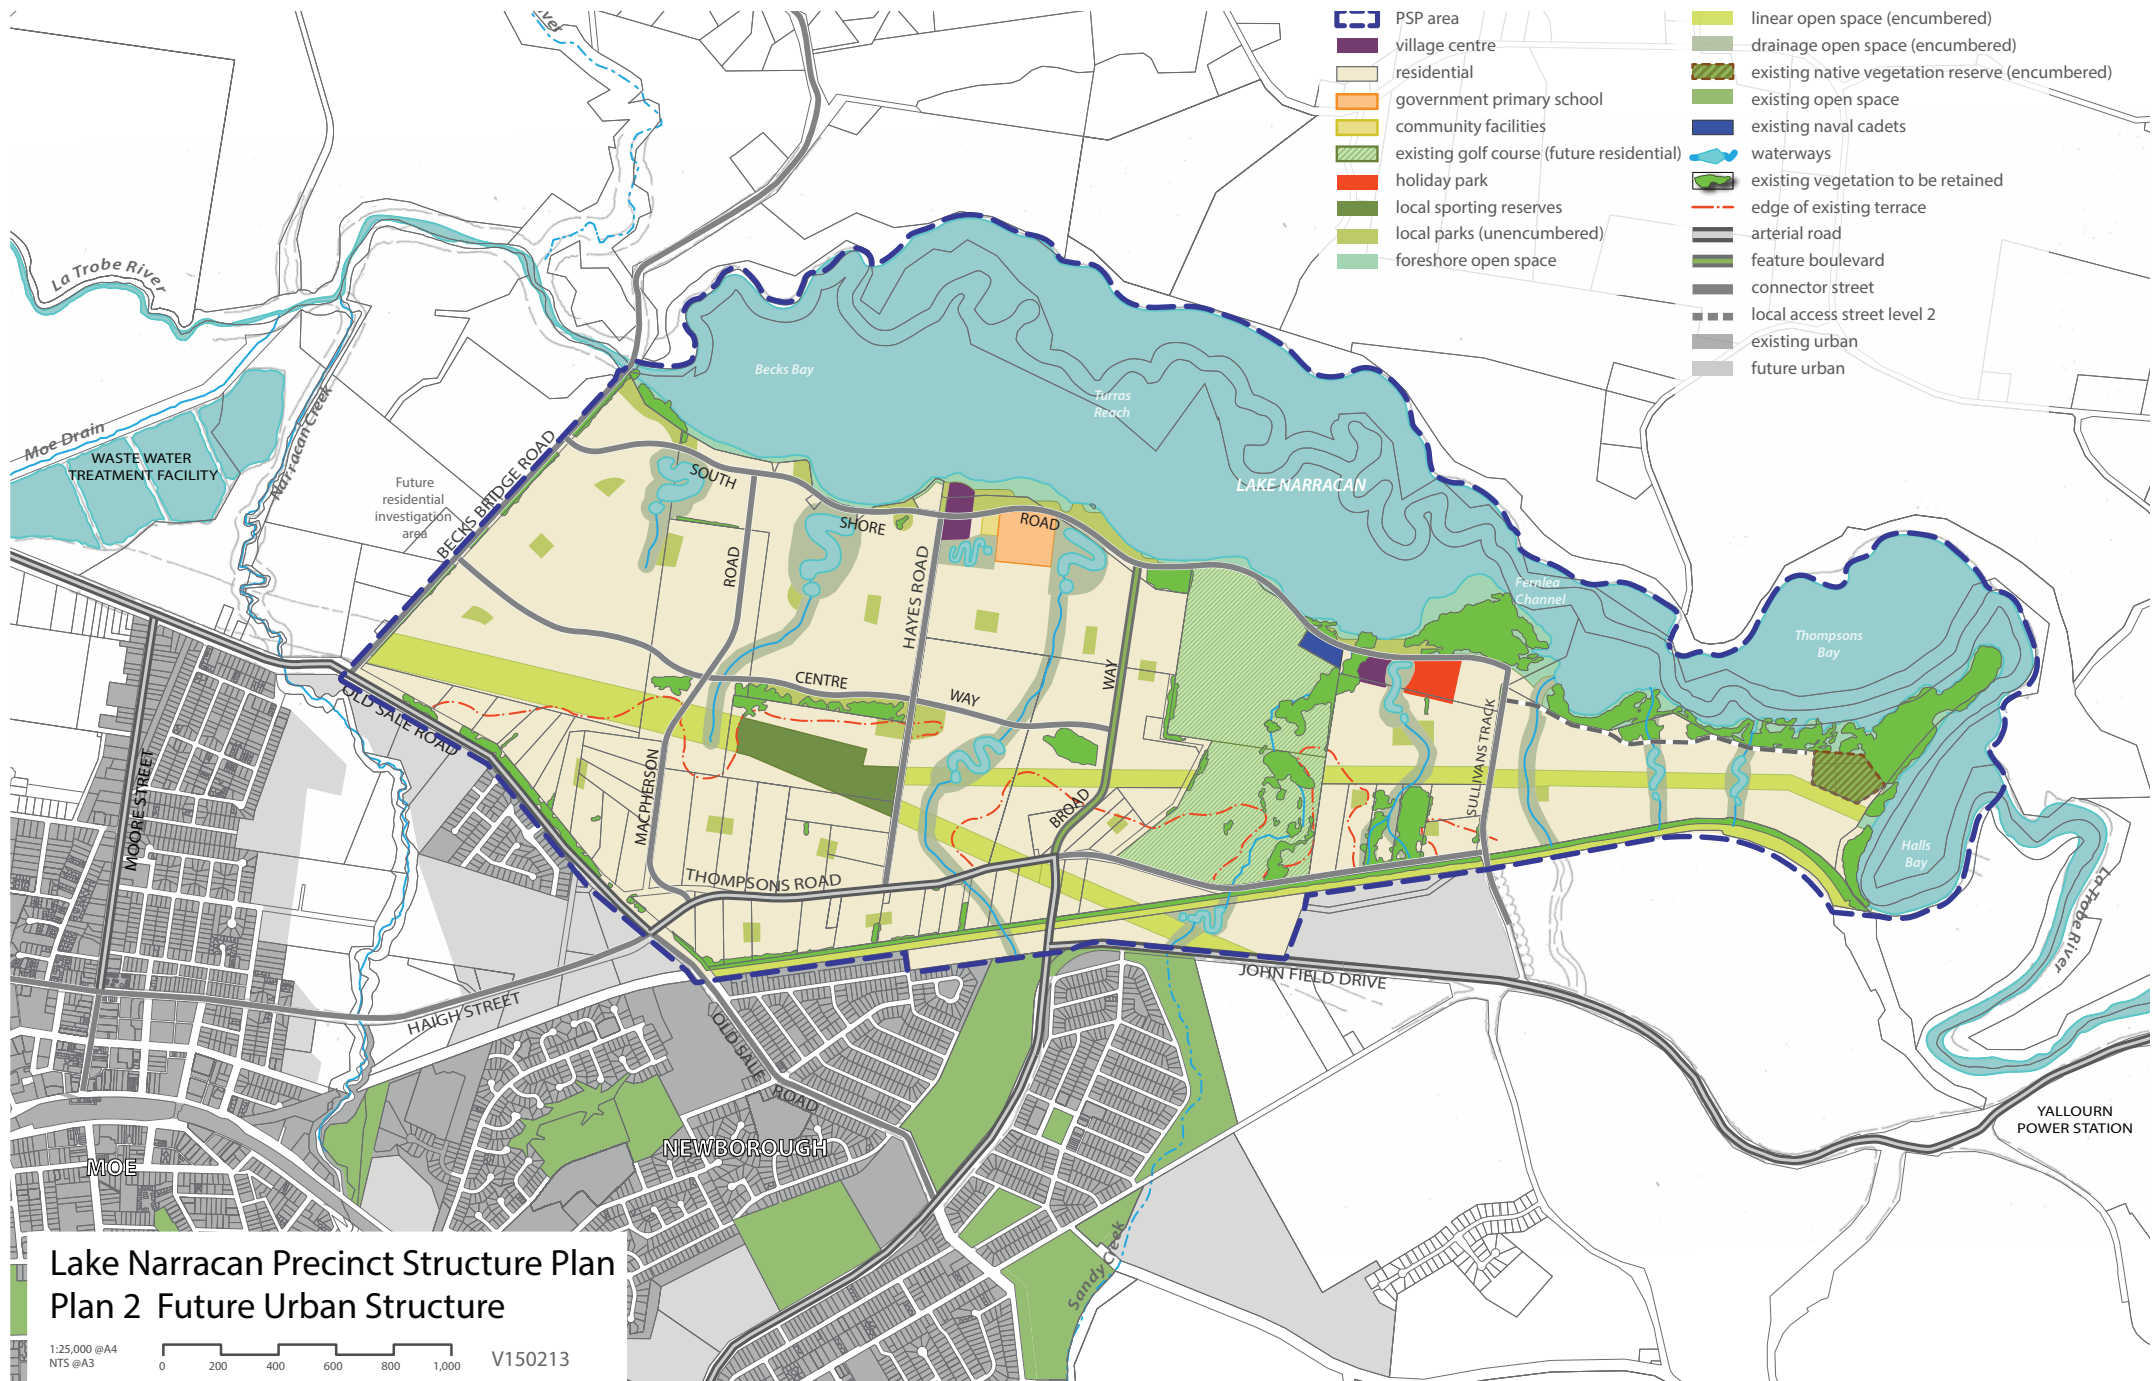 PSP area
village centre
residential
government primary school
community facilities
existing golf course (future residential)
holiday park
local sporting reserves
local parks (unencumbered)
foreshore open space
linear open space (encumbered)
drainage open space (encumbered)
existing native vegetation reserve (encumbered)
existing open space
existing naval cadets
waterways
existing vegetation to be retained
edge of existing terrace
arterial road
feature boulevard
connector street
local access street level 2
existing urban
future urban
River
La Trobe River
Moe Drain
Narracan Creek
WASTE WATER
TREATMENT FACILITY
Future
residential
investigation
area
BECKS BRIDGE ROAD
Becks Bay
Turras
Reach
LAKE NARRACAN
Fernlea
Channel
Thompsons
Bay
Halls
Bay
La Trobe River
SOUTH
SHORE
ROAD
ROAD
HAYES ROAD
CENTRE
WAY
WAY
BROAD
MACPHERSON
SULLIVANS TRACK
OLD SALE ROAD
MOORE STREET
THOMPSONS ROAD
HAIGH STREET
JOHN FIELD DRIVE
OLD SALE
ROAD
NEWBOROUGH
MOE
Sandy Creek
YALLOURN
POWER STATION
Lake Narracan Precinct Structure Plan
Plan 2 Future Urban Structure
1:25,000 @A4
NTS @A3
0 200 400 600 800 1,000
V150213